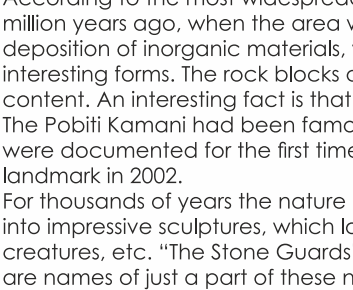 According to the most widespread
million years ago, when the area
deposition of inorganic materials,
interesting forms. The rock blocks
content. An interesting fact is that
The Pobiti Kamani had been
were documented for the first time
landmark in 2002.
For thousands of years the nature
into impressive sculptures, which
creatures, etc. “The Stone Guards
are names of just a part of these